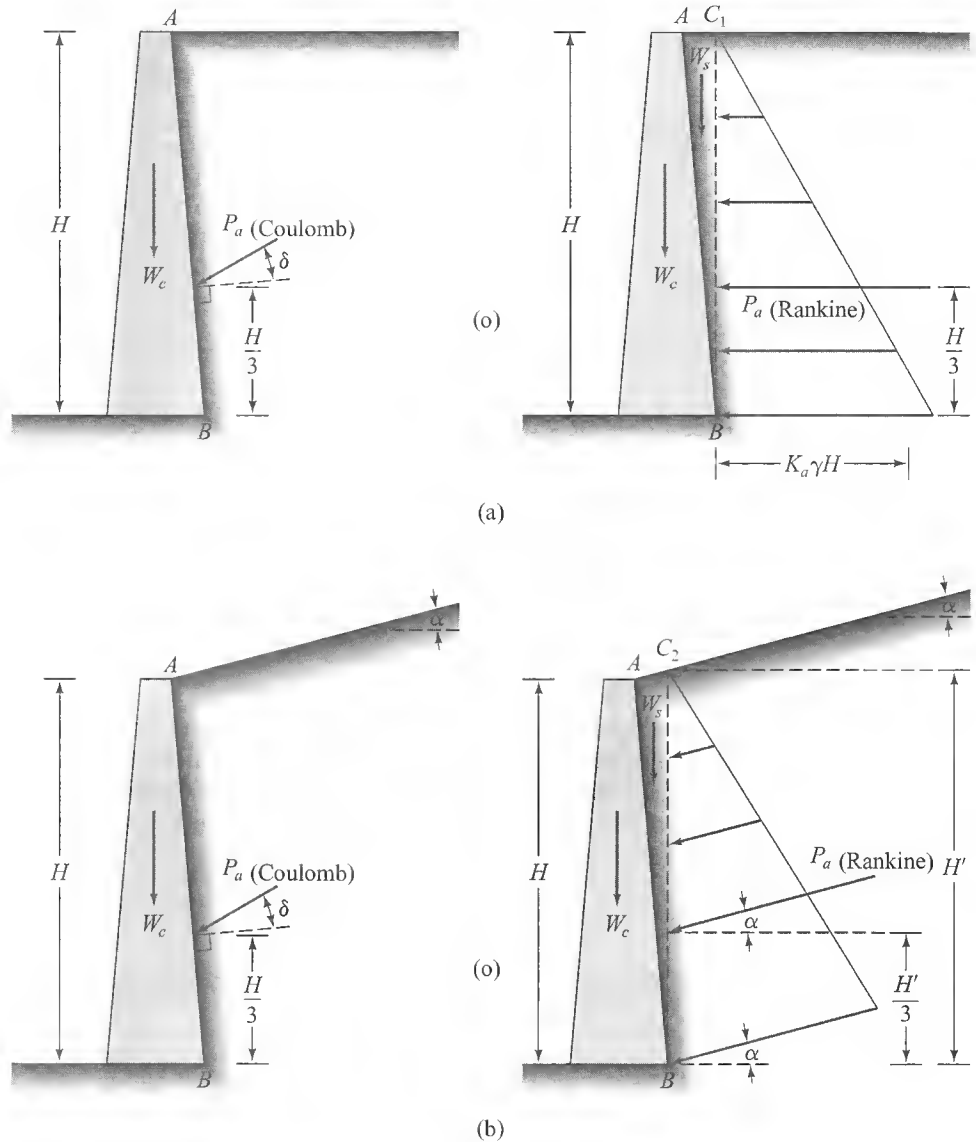 A
H
W_c
P_a (Coulomb)
δ
H/3
B
(o)
A C_1
W_s
H
W_c
P_a (Rankine)
H/3
B
K_a γH
(a)
α
A
H
W_c
P_a (Coulomb)
δ
H/3
B
(o)
α
A C_2
W_s
H
W_c
P_a (Rankine)
α
H'
H'/3
α
B
(b)